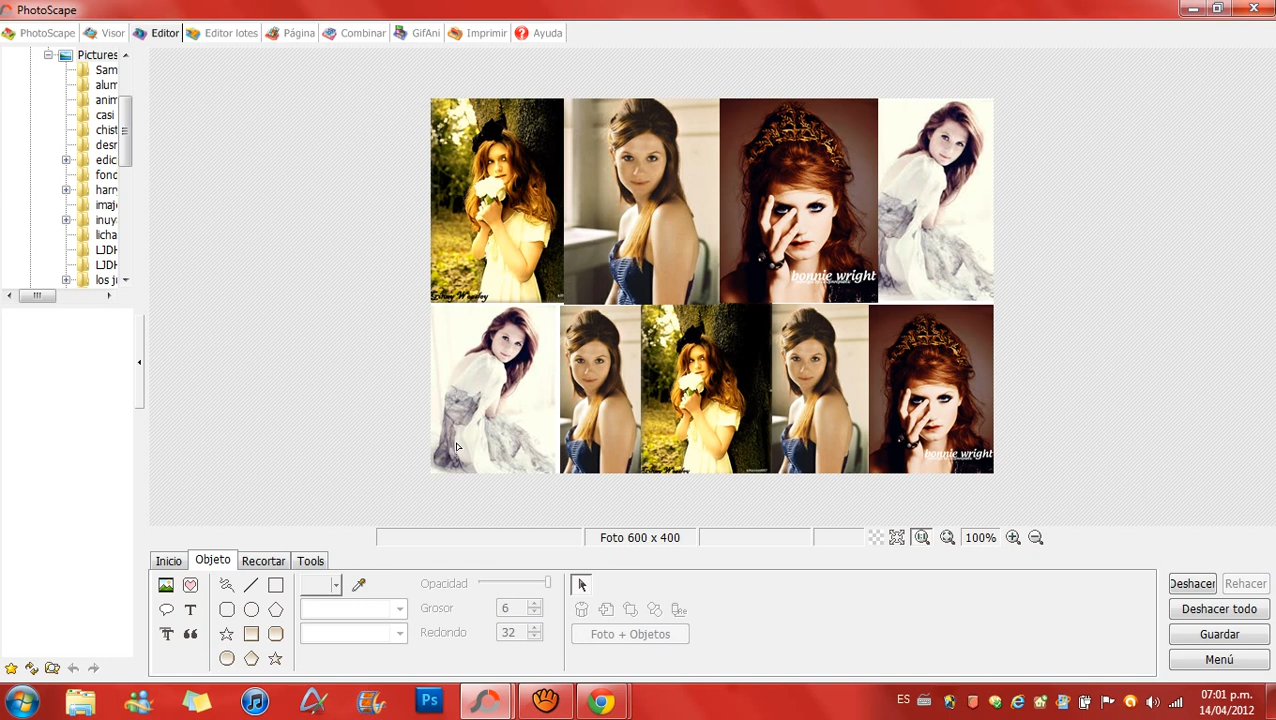 PhotoScape
PhotoScape Visor Editor Editor lotes Página Combinar GifAni Imprimir Ayuda
Pictures
Sam
alum
anim
casi
chist
desn
edic
fond
harr
imaj
inuy
licha
LJDH
LJDH
los ju
bonnie wright
bonnie wright
Foto 600 x 400
100%
Inicio Objeto Recortar Tools
Opacidad
Grosor 6
Redondo 32
Foto + Objetos
Deshacer Rehacer
Deshacer todo
Guardar
Menú
Ps
ES
07:01 p.m.
14/04/2012